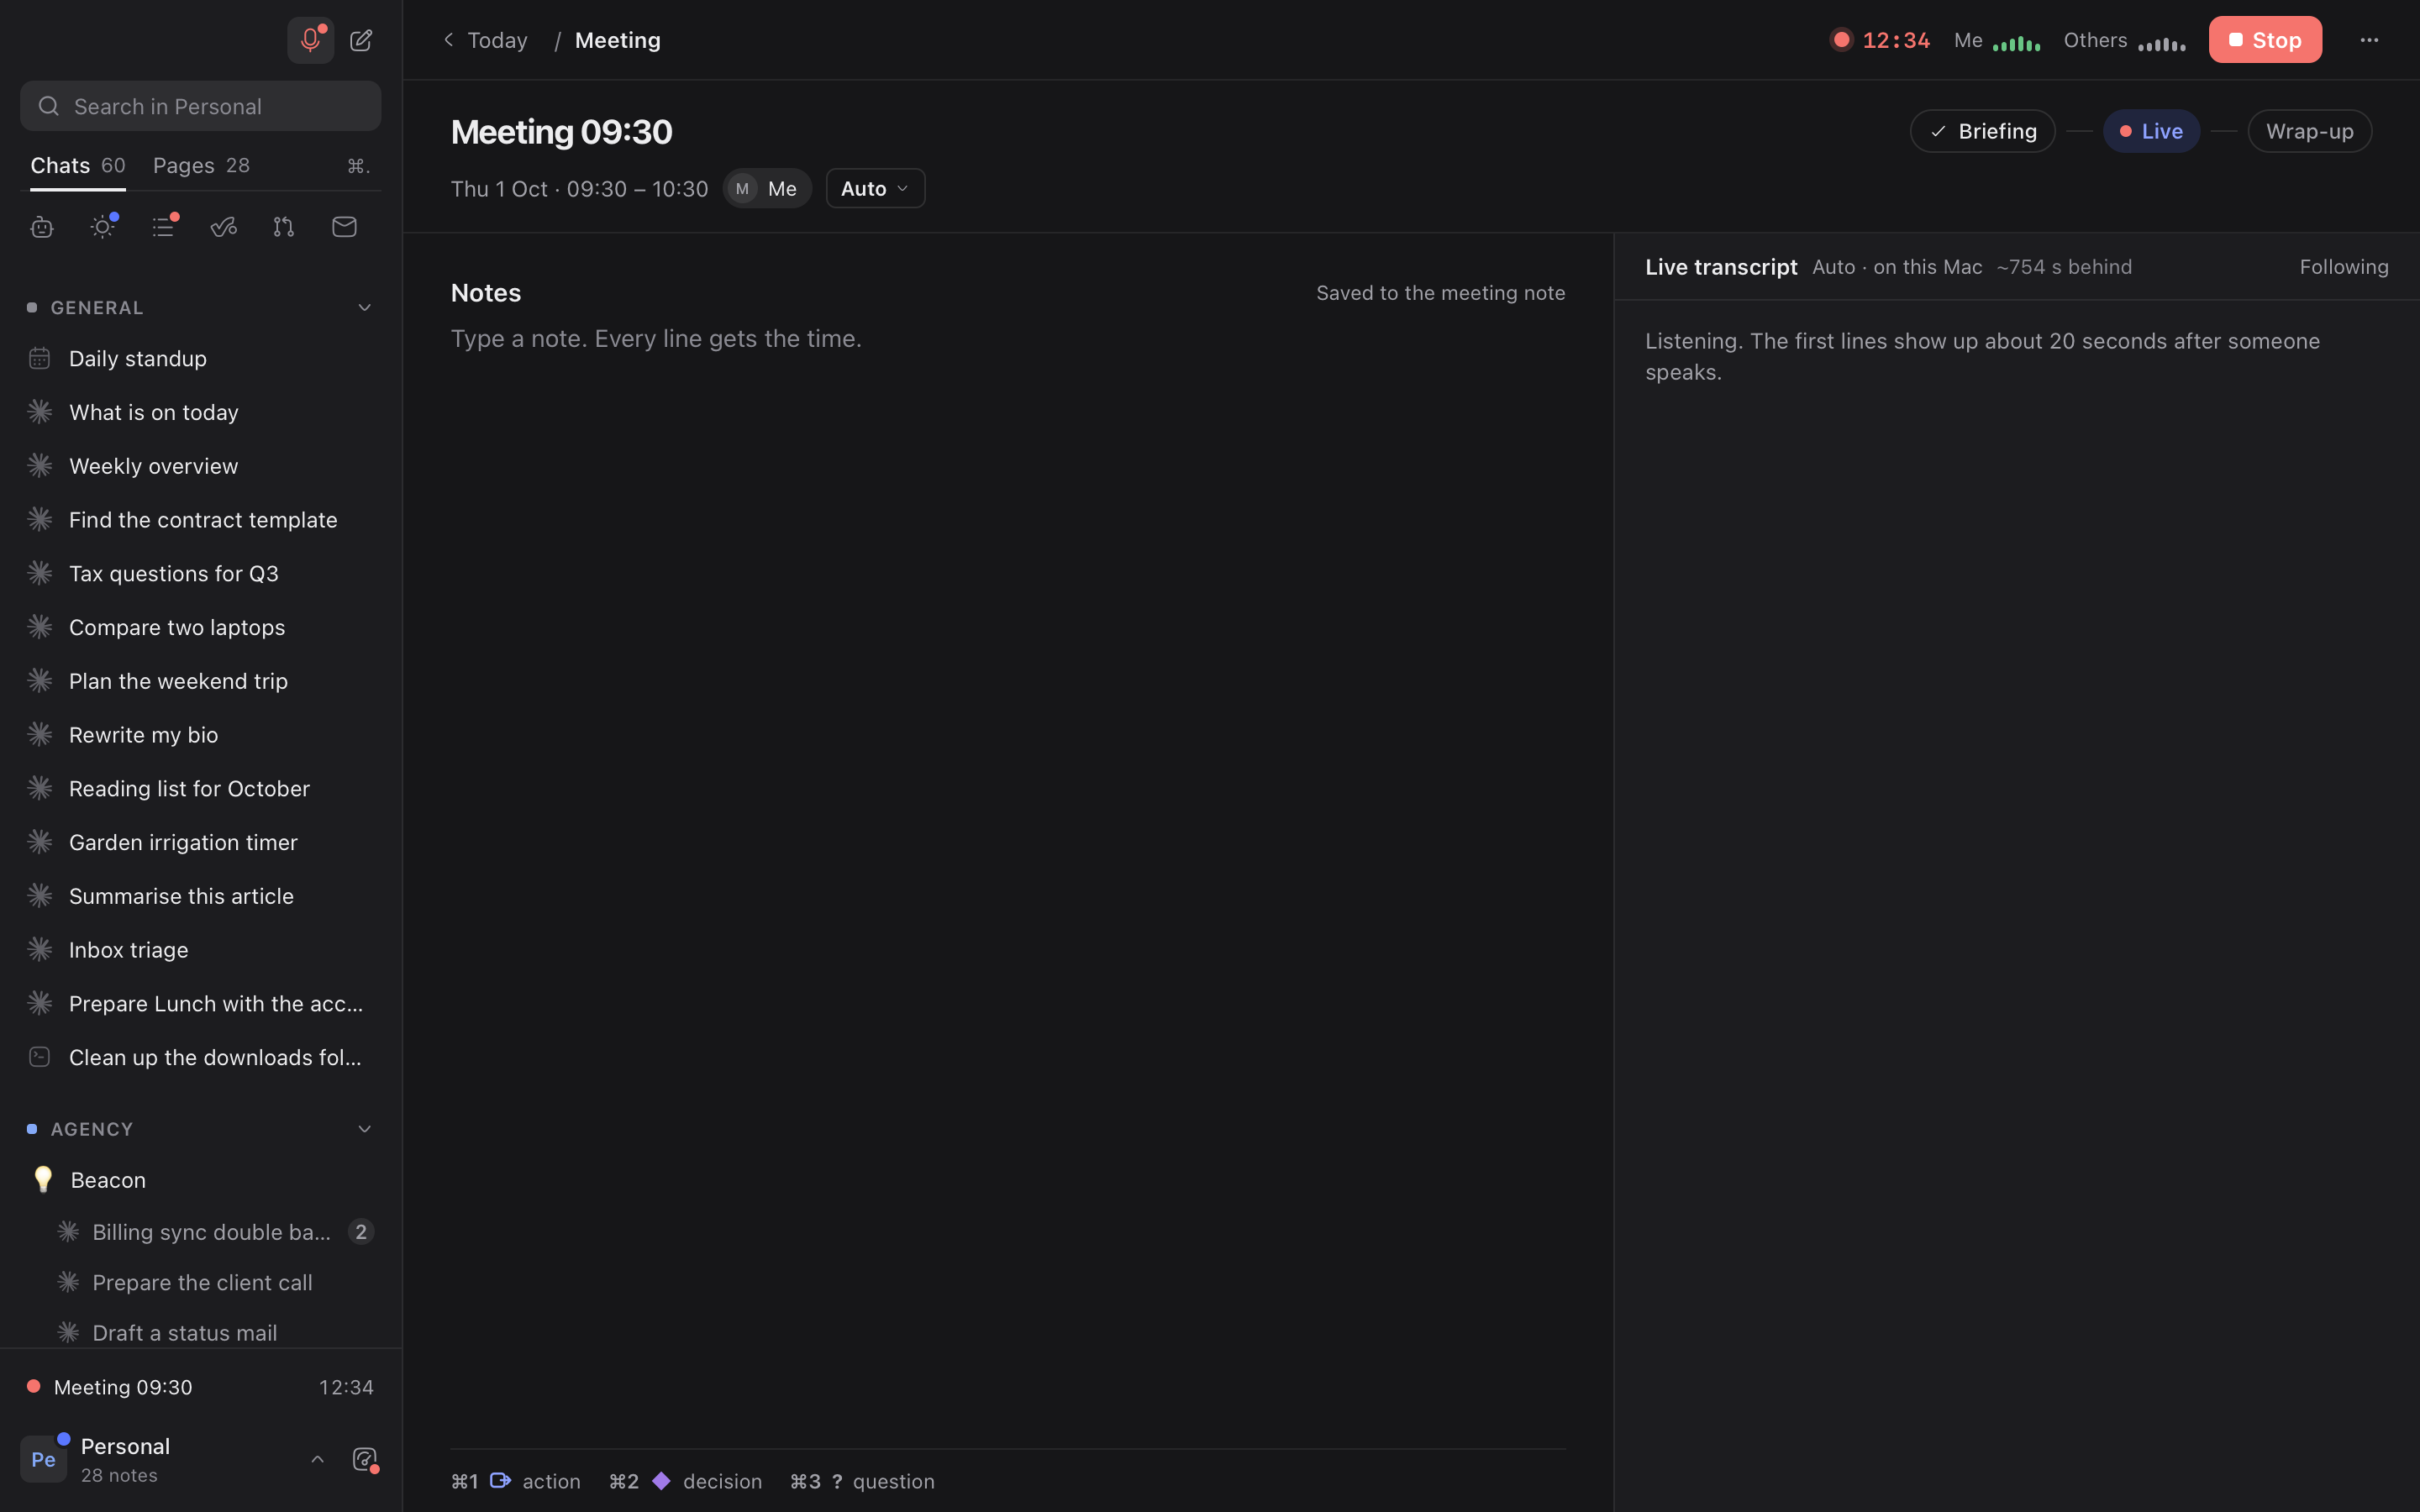 Search in Personal
Chats 60 Pages 28 ⌘.
GENERAL
Daily standup
What is on today
Weekly overview
Find the contract template
Tax questions for Q3
Compare two laptops
Plan the weekend trip
Rewrite my bio
Reading list for October
Garden irrigation timer
Summarise this article
Inbox triage
Prepare Lunch with the acc...
Clean up the downloads fol...
AGENCY
Beacon
Billing sync double ba... 2
Prepare the client call
Draft a status mail
Meeting 09:30 12:34
Pe Personal
28 notes
Today / Meeting
12:34 Me Others Stop
Meeting 09:30
Briefing Live Wrap-up
Thu 1 Oct · 09:30 – 10:30 M Me Auto
Notes Saved to the meeting note
Type a note. Every line gets the time.
⌘1 action ⌘2 decision ⌘3 ? question
Live transcript Auto · on this Mac ~754 s behind Following
Listening. The first lines show up about 20 seconds after someone
speaks.